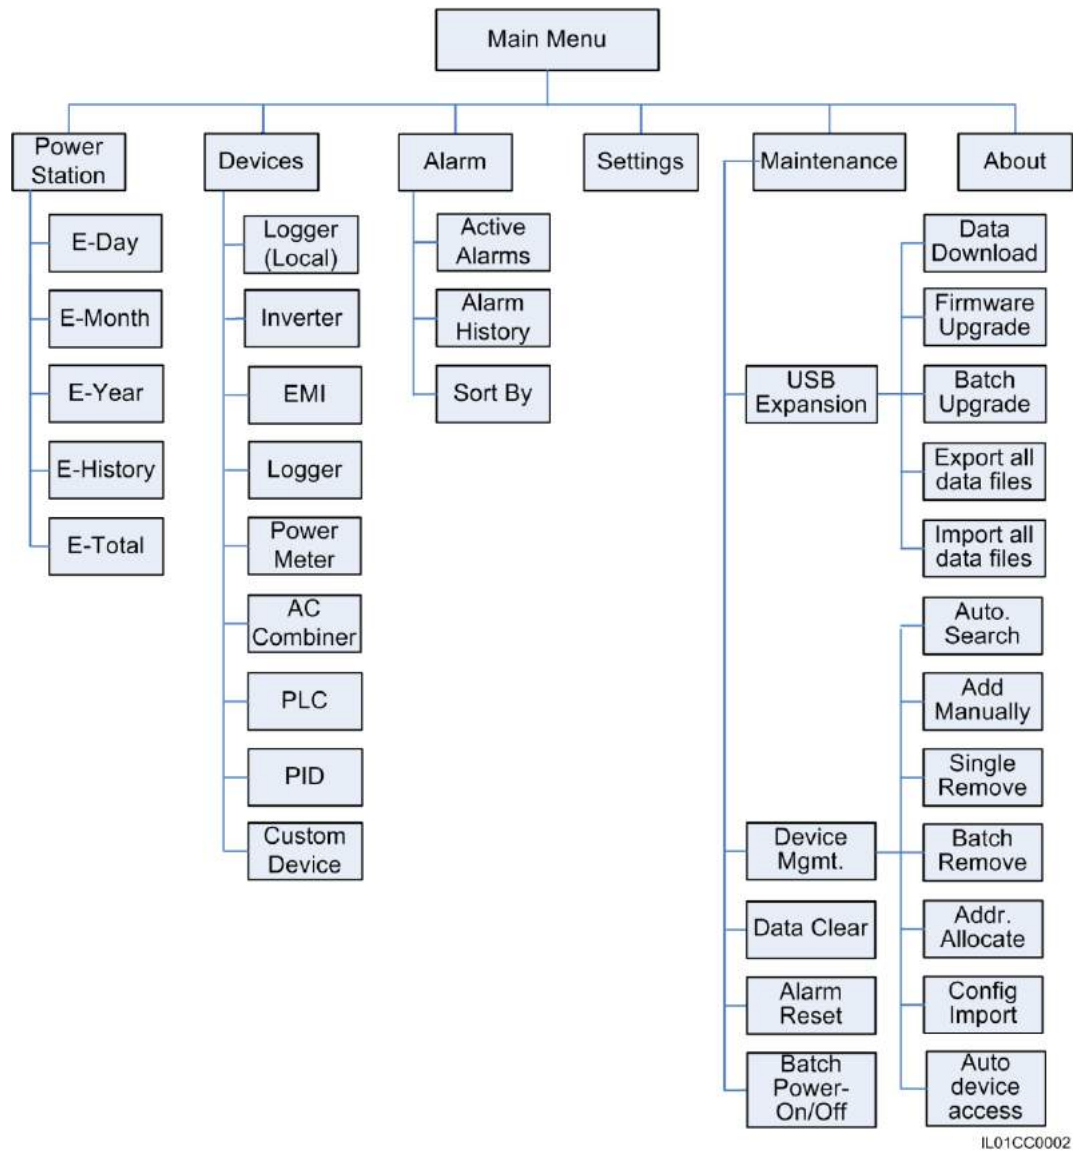 Main Menu
Power
Station
Devices
Alarm
Settings
Maintenance
About
E-Day
E-Month
E-Year
E-History
E-Total
Logger
(Local)
Inverter
EMI
Logger
Power
Meter
AC
Combiner
PLC
PID
Custom
Device
Active
Alarms
Alarm
History
Sort By
USB
Expansion
Data
Download
Firmware
Upgrade
Batch
Upgrade
Export all
data files
Import all
data files
Device
Mgmt.
Auto.
Search
Add
Manually
Single
Remove
Batch
Remove
Addr.
Allocate
Config
Import
Auto
device
access
Data Clear
Alarm
Reset
Batch
Power-
On/Off
IL01CC0002